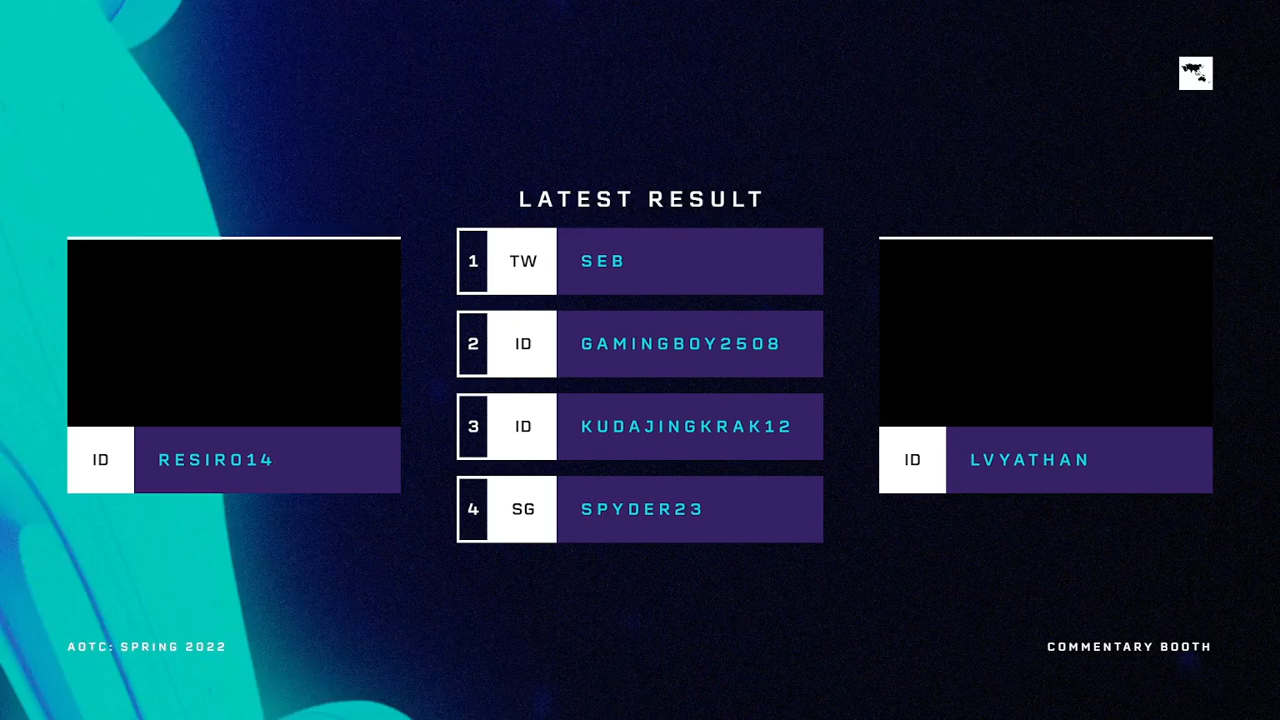 LATEST RESULT
1 TW SEB
2 ID GAMINGBOY2508
3 ID KUDAJINGKRAK12
4 SG SPYDER23
ID RESIRO14
ID LVYATHAN
AOTC: SPRING 2022
COMMENTARY BOOTH